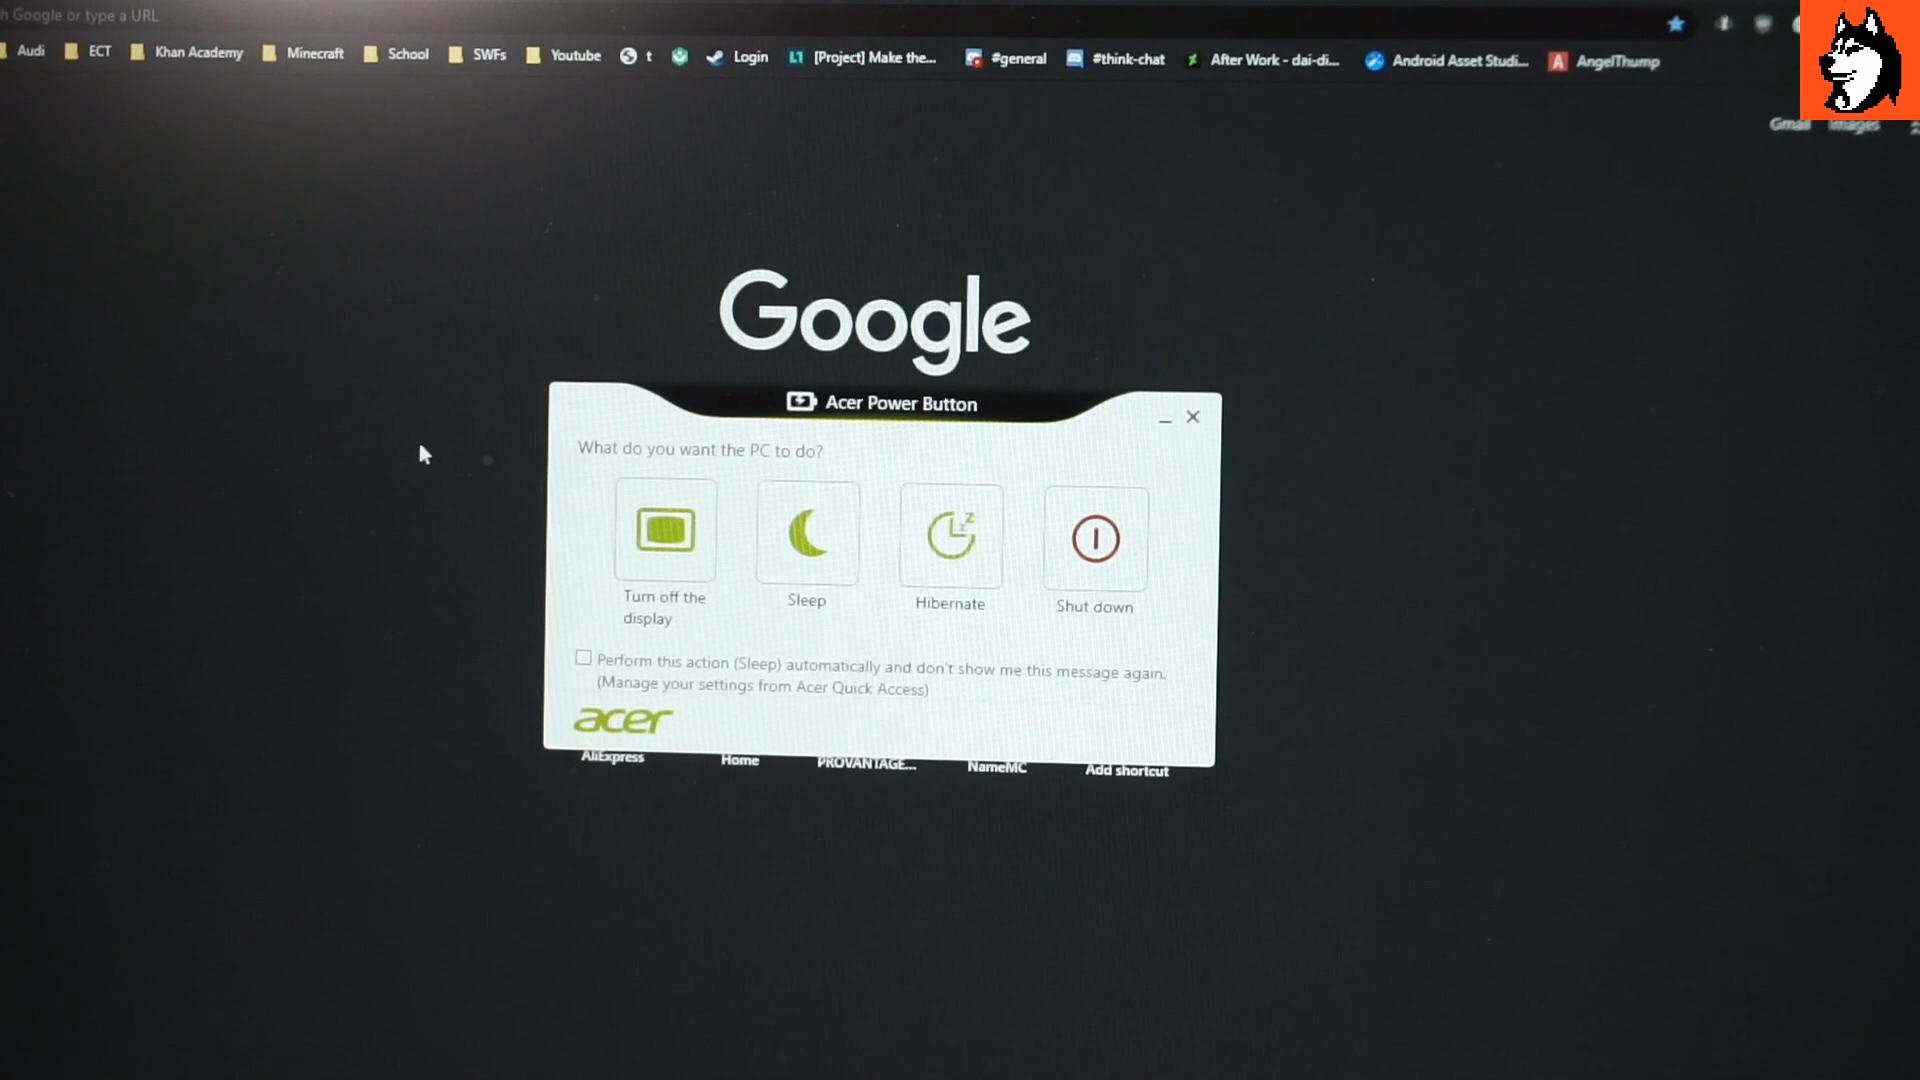 h Google or type a URL
Audi ECT Khan Academy Minecraft School SWFs Youtube t Login L1 [Project] Make the... #general #think-chat After Work - dai-di... Android Asset Studi... A AngelThump
Gmail Images
Google
Acer Power Button
What do you want the PC to do?
Turn off the
display
Sleep
Hibernate
Shut down
Perform this action (Sleep) automatically and don't show me this message again.
(Manage your settings from Acer Quick Access)
acer
AliExpress Home PROVANTAGE... NameMC Add shortcut